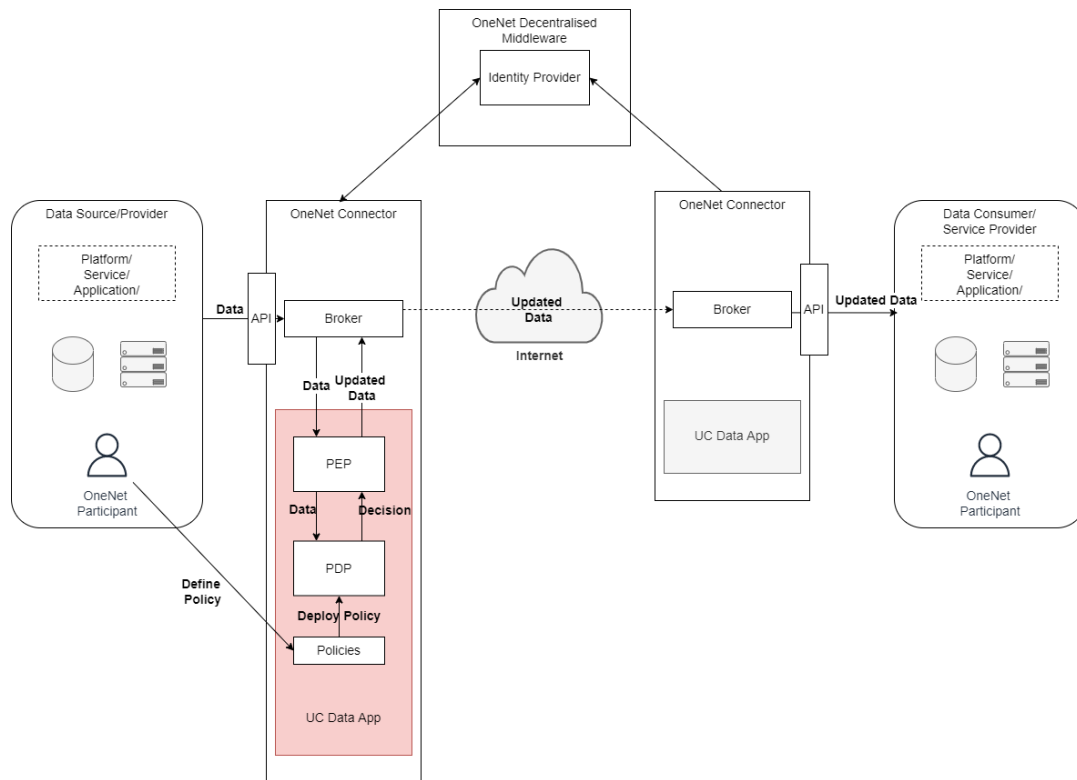 OneNet Decentralised
Middleware
Identity Provider
Data Source/Provider
Platform/
Service/
Application/
OneNet
Participant
Define
Policy
Data
API
OneNet Connector
Broker
Data
Updated
Data
PEP
Data
Decision
PDP
Deploy Policy
Policies
UC Data App
Updated
Data
Internet
OneNet Connector
Broker
API
UC Data App
Updated Data
Data Consumer/
Service Provider
Platform/
Service/
Application/
OneNet
Participant